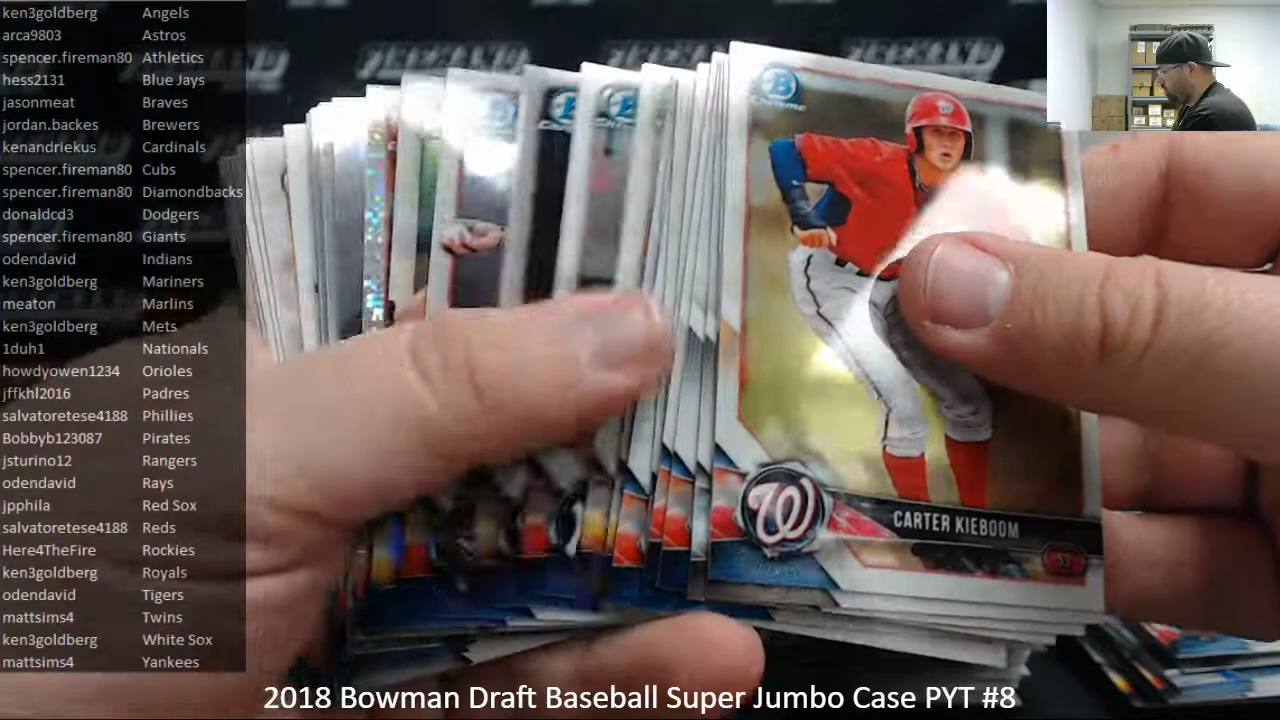 ken3goldberg Angels
arca9803 Astros
spencer.fireman80 Athletics
hess2131 Blue Jays
jasonmeat Braves
jordan.backes Brewers
kenandriekus Cardinals
spencer.fireman80 Cubs
spencer.fireman80 Diamondbacks
donaldcd3 Dodgers
spencer.fireman80 Giants
odendavid Indians
ken3goldberg Mariners
meaton Marlins
ken3goldberg Mets
1duh1 Nationals
howdyowen1234 Orioles
jffkhl2016 Padres
salvatoretese4188 Phillies
Bobbyb123087 Pirates
jsturino12 Rangers
odendavid Rays
jpphila Red Sox
salvatoretese4188 Reds
Here4TheFire Rockies
ken3goldberg Royals
odendavid Tigers
mattsims4 Twins
ken3goldberg White Sox
mattsims4 Yankees
B
Chrome
W
CARTER KIEBOOM
SS
2018 Bowman Draft Baseball Super Jumbo Case PYT #8